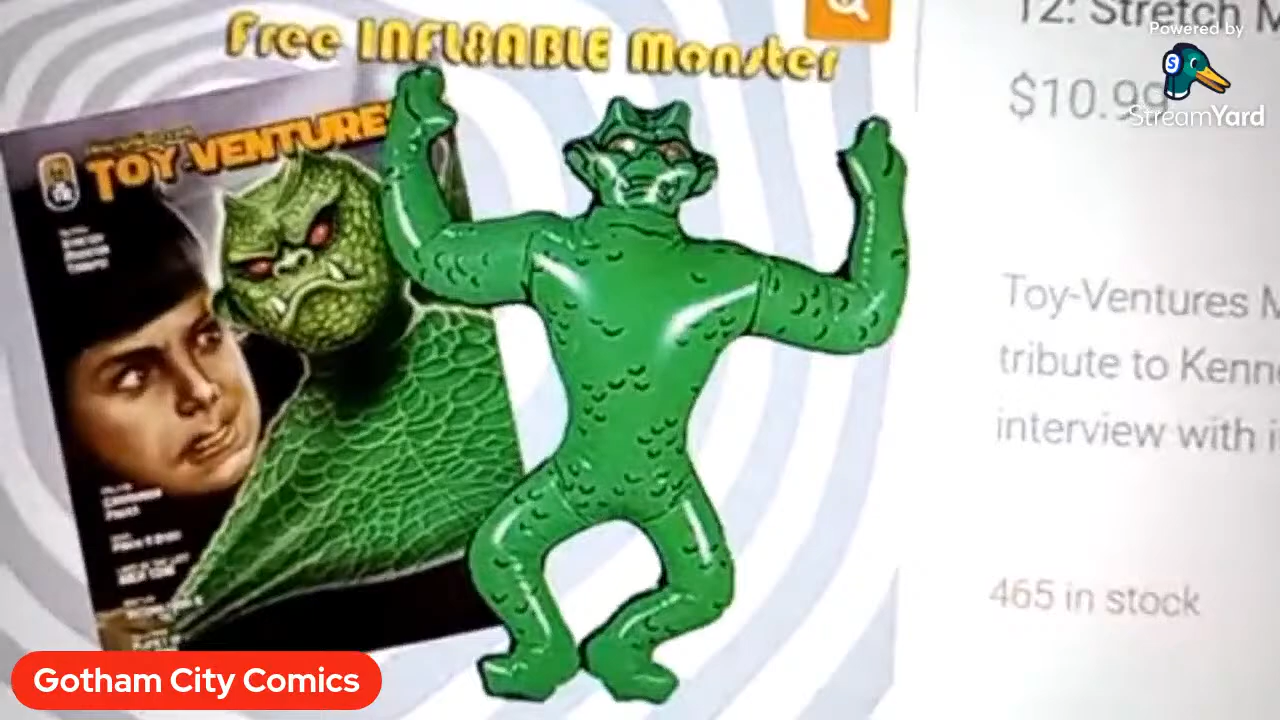 Free INFL8ABLE Monster
12: Stretch M
$10.99
Powered by
StreamYard
TOY-VENTURES
Toy-Ventures M
tribute to Kenn
interview with i
465 in stock
Gotham City Comics